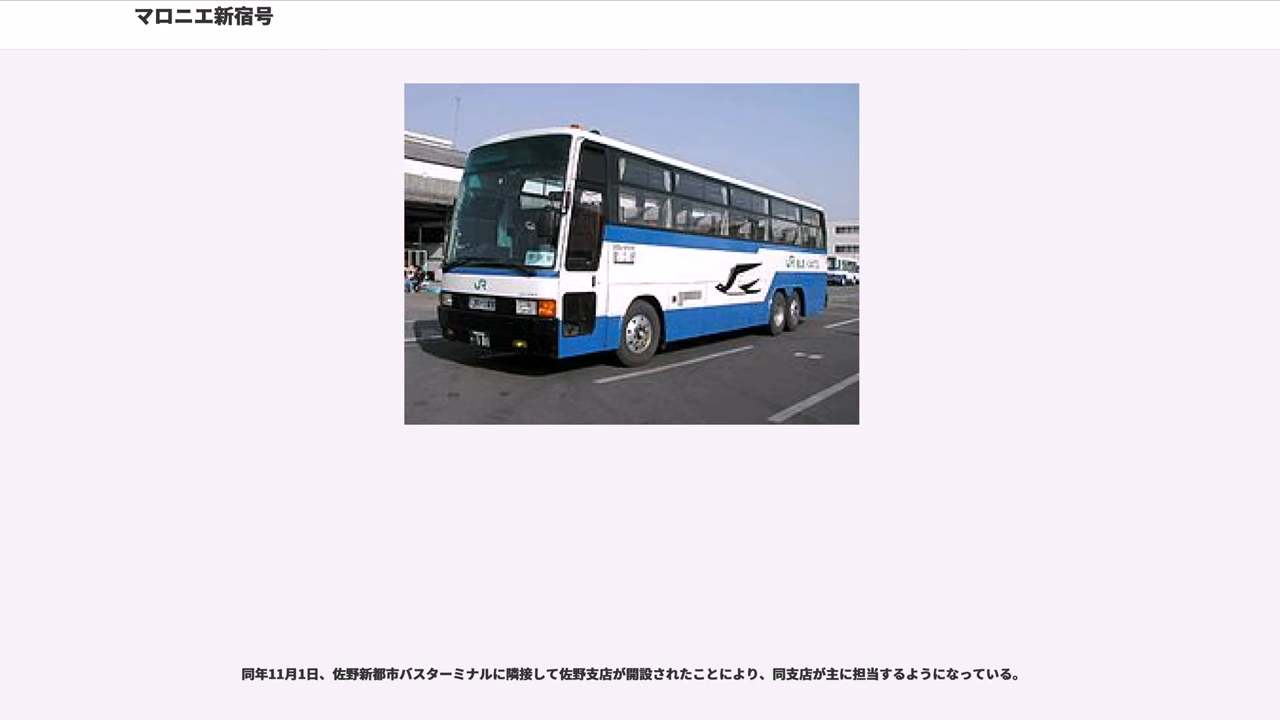 マロニエ新宿号
JR
JR
同年11月1日、佐野新都市バスターミナルに隣接して佐野支店が開設されたことにより、同支店が主に担当するようになっている。